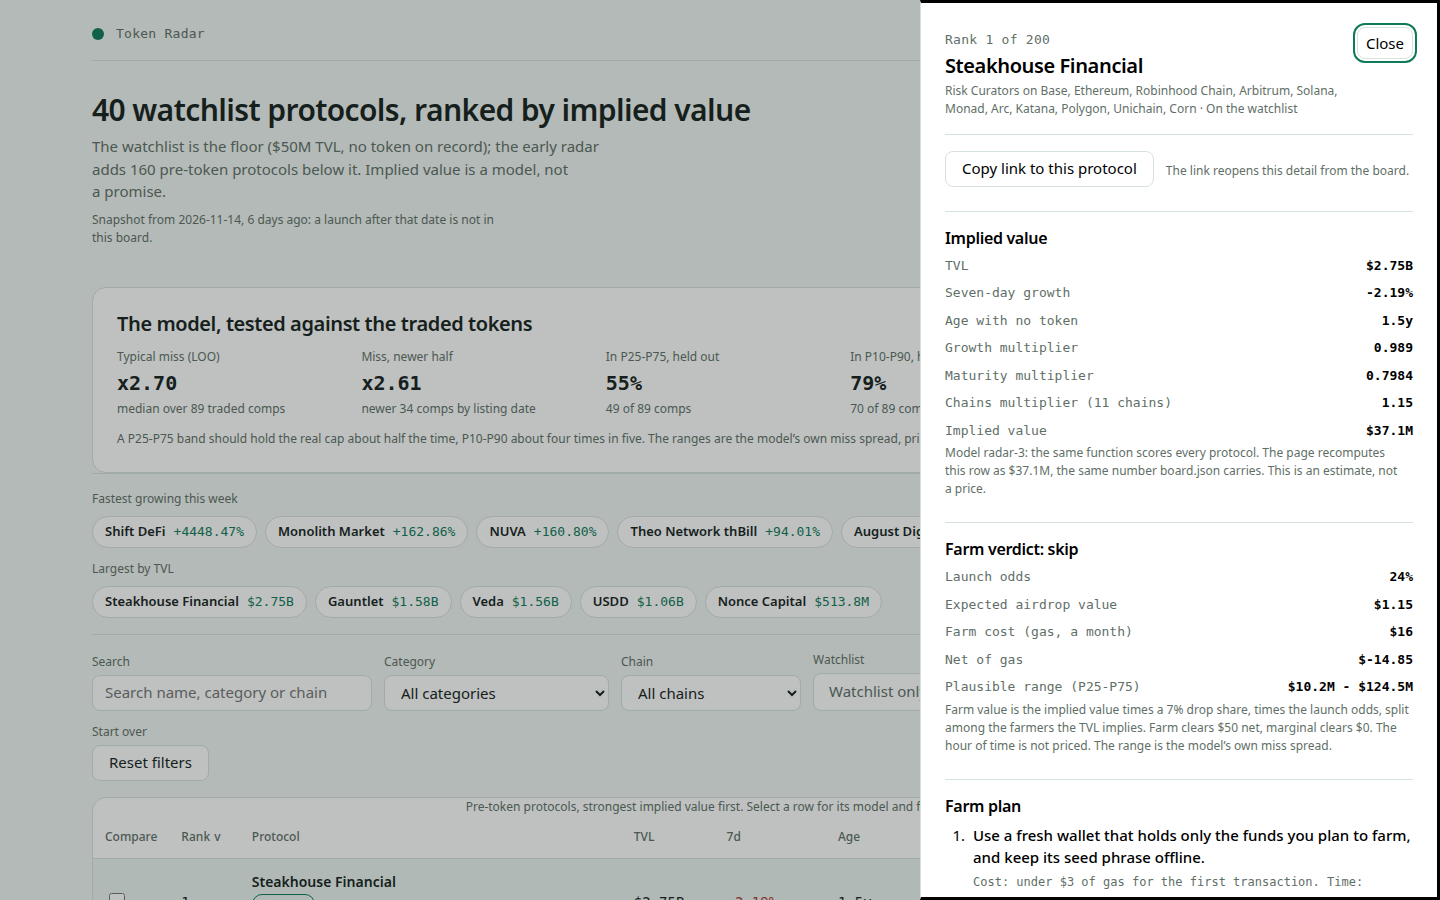 Token Radar
40 watchlist protocols, ranked by implied value
The watchlist is the floor ($50M TVL, no token on record); the early radar
adds 160 pre-token protocols below it. Implied value is a model, not
a promise.
Snapshot from 2026-11-14, 6 days ago: a launch after that date is not in
this board.
The model, tested against the traded tokens
Typical miss (LOO)
x2.70
median over 89 traded comps
Miss, newer half
x2.61
newer 34 comps by listing date
In P25-P75, held out
55%
49 of 89 comps
In P10-P90,
79%
70 of 89
A P25-P75 band should hold the real cap about half the time, P10-P90 about four times in five. The ranges are the model's own miss spread,
Fastest growing this week
Shift DeFi +4448.47%
Monolith Market +162.86%
NUVA +160.80%
Theo Network thBill +94.01%
August
Largest by TVL
Steakhouse Financial $2.75B
Gauntlet $1.58B
Veda $1.56B
USDD $1.06B
Nonce Capital $513.8M
Search
Search name, category or chain
Category
All categories
Chain
All chains
Watchlist
Watchlist
Start over
Reset filters
Pre-token protocols, strongest implied value first. Select a row for its model and
Compare Rank v Protocol TVL 7d Age
Steakhouse Financial
Rank 1 of 200
Close
Steakhouse Financial
Risk Curators on Base, Ethereum, Robinhood Chain, Arbitrum, Solana,
Monad, Arc, Katana, Polygon, Unichain, Corn · On the watchlist
Copy link to this protocol
The link reopens this detail from the board.
Implied value
TVL $2.75B
Seven-day growth -2.19%
Age with no token 1.5y
Growth multiplier 0.989
Maturity multiplier 0.7984
Chains multiplier (11 chains) 1.15
Implied value $37.1M
Model radar-3: the same function scores every protocol. The page recomputes
this row as $37.1M, the same number board.json carries. This is an estimate, not
a price.
Farm verdict: skip
Launch odds 24%
Expected airdrop value $1.15
Farm cost (gas, a month) $16
Net of gas $-14.85
Plausible range (P25-P75) $10.2M - $124.5M
Farm value is the implied value times a 7% drop share, times the launch odds, split
among the farmers the TVL implies. Farm clears $50 net, marginal clears $0. The
hour of time is not priced. The range is the model's own miss spread.
Farm plan
1. Use a fresh wallet that holds only the funds you plan to farm,
and keep its seed phrase offline.
Cost: under $3 of gas for the first transaction. Time: